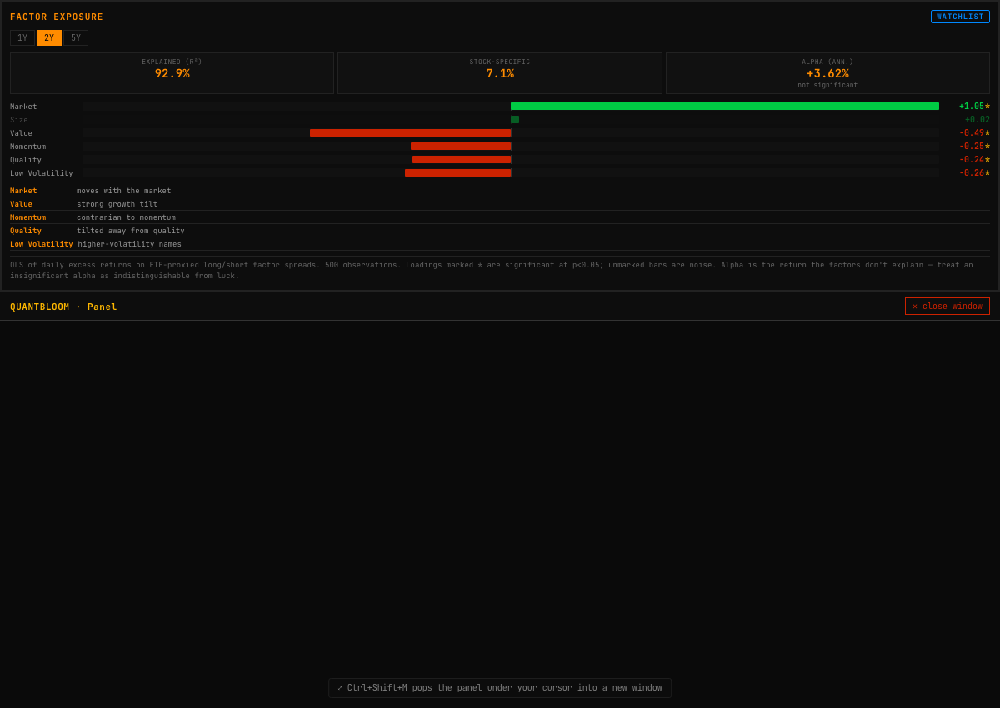 FACTOR EXPOSURE
WATCHLIST
1Y 2Y 5Y
EXPLAINED (R²) STOCK-SPECIFIC ALPHA (ANN.)
92.9% 7.1% +3.62%
not significant
Market +1.05★
Size +0.02
Value -0.49★
Momentum -0.25★
Quality -0.24★
Low Volatility -0.26★
Market moves with the market
Value strong growth tilt
Momentum contrarian to momentum
Quality tilted away from quality
Low Volatility higher-volatility names
OLS of daily excess returns on ETF-proxied long/short factor spreads. 500 observations. Loadings marked ★ are significant at p<0.05; unmarked bars are noise. Alpha is the return the factors don't explain — treat an
insignificant alpha as indistinguishable from luck.
QUANTBLOOM · Panel
× close window
⤢ Ctrl+Shift+M pops the panel under your cursor into a new window